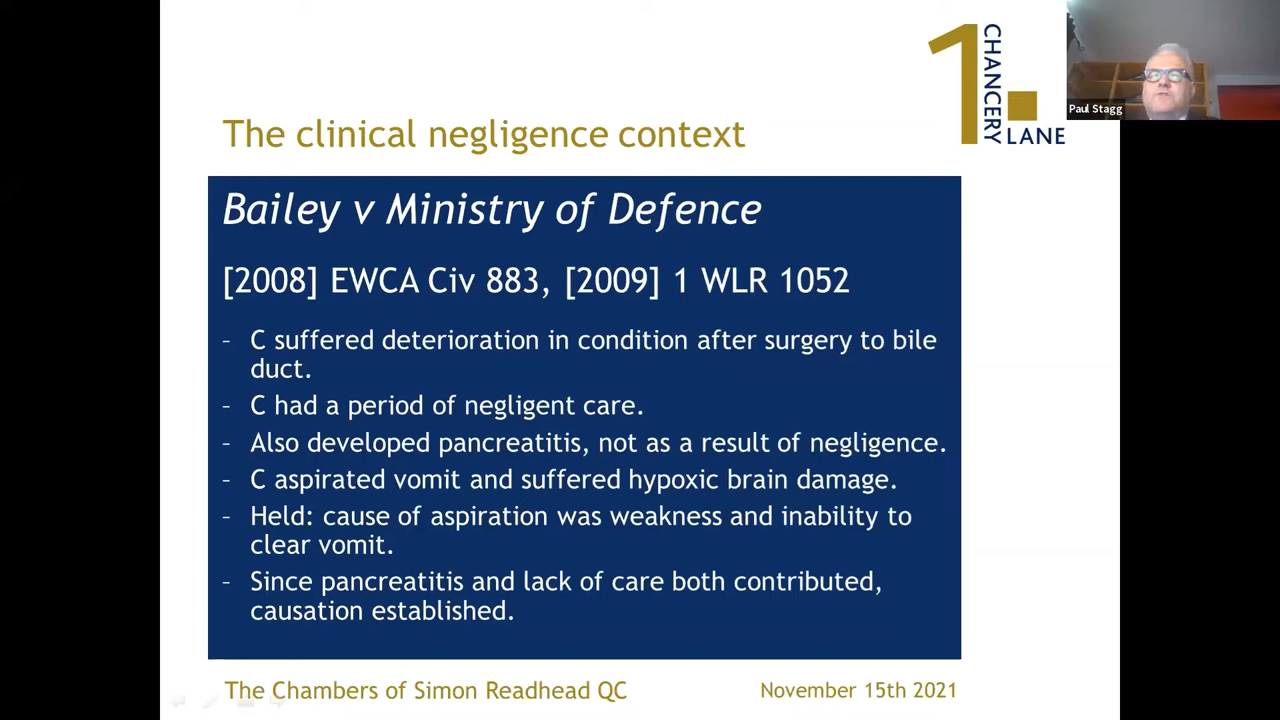 1
CHANCERY
LANE
Paul Stagg
The clinical negligence context
Bailey v Ministry of Defence
[2008] EWCA Civ 883, [2009] 1 WLR 1052
– C suffered deterioration in condition after surgery to bile
duct.
– C had a period of negligent care.
– Also developed pancreatitis, not as a result of negligence.
– C aspirated vomit and suffered hypoxic brain damage.
– Held: cause of aspiration was weakness and inability to
clear vomit.
– Since pancreatitis and lack of care both contributed,
causation established.
The Chambers of Simon Readhead QC
November 15th 2021